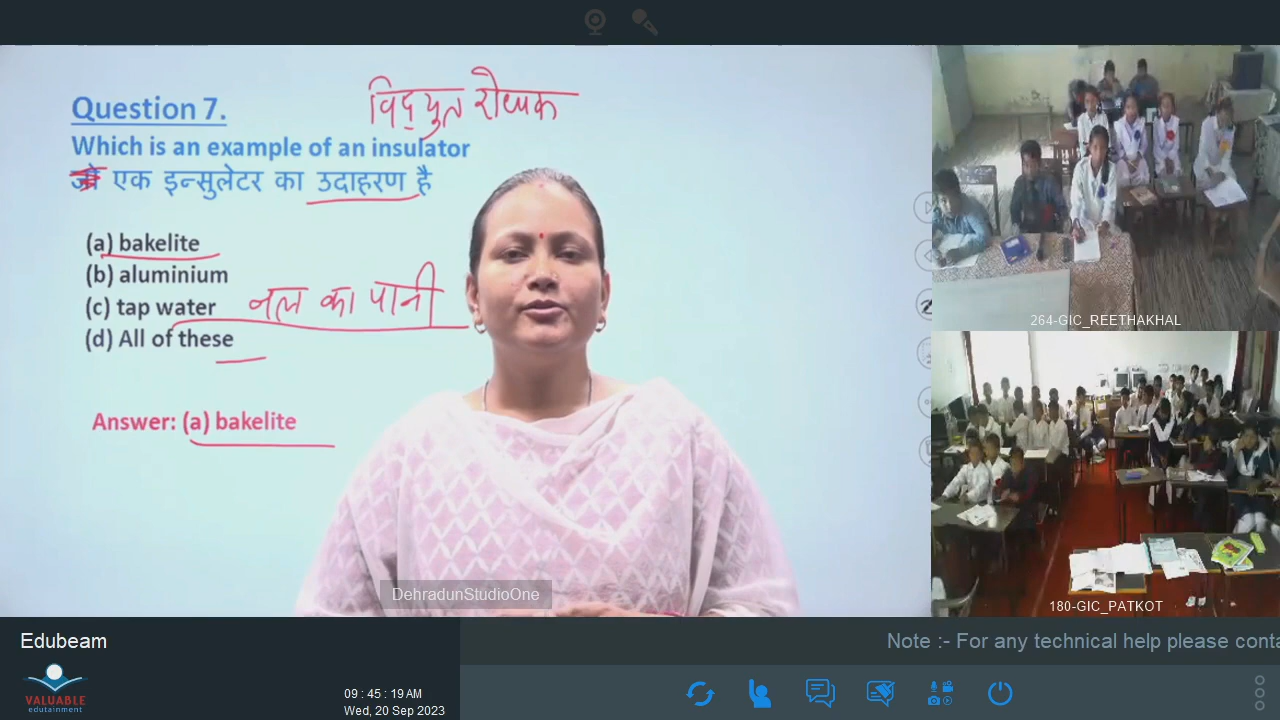 Question 7.
विद्युत रोधक
Which is an example of an insulator
एक इन्सुलेटर का उदाहरण है
(a) bakelite
(b) aluminium
(c) tap water नल का पानी
(d) All of these
Answer: (a) bakelite
DehradunStudioOne
264-GIC_REETHAKHAL
180-GIC_PATKOT
Edubeam
VALUABLE
edutainment
09 : 45 : 19 AM
Wed, 20 Sep 2023
Note :- For any technical help please conta